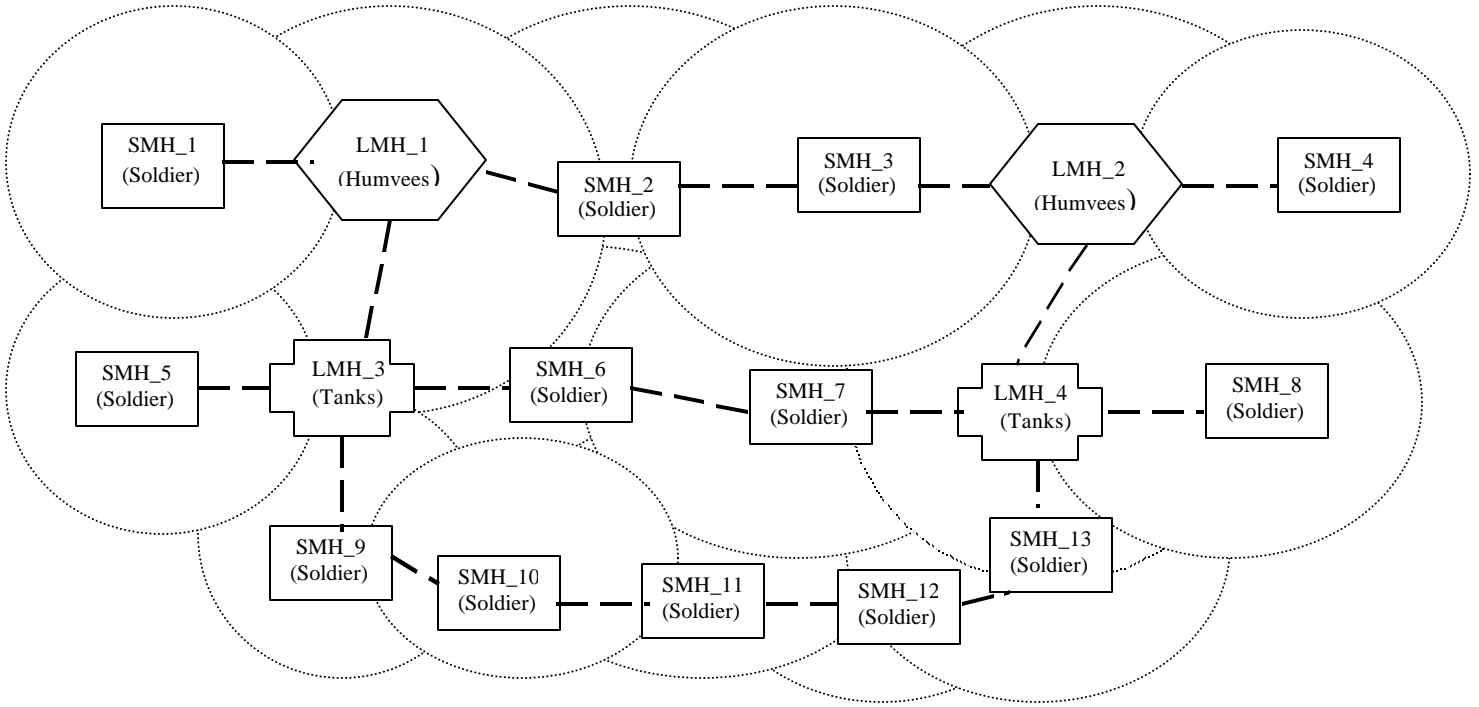 SMH_1
(Soldier)
LMH_1
(Humvees)
SMH_2
(Soldier)
SMH_3
(Soldier)
LMH_2
(Humvees)
SMH_4
(Soldier)
SMH_5
(Soldier)
LMH_3
(Tanks)
SMH_6
(Soldier)
SMH_7
(Soldier)
LMH_4
(Tanks)
SMH_8
(Soldier)
SMH_9
(Soldier)
SMH_10
(Soldier)
SMH_11
(Soldier)
SMH_12
(Soldier)
SMH_13
(Soldier)